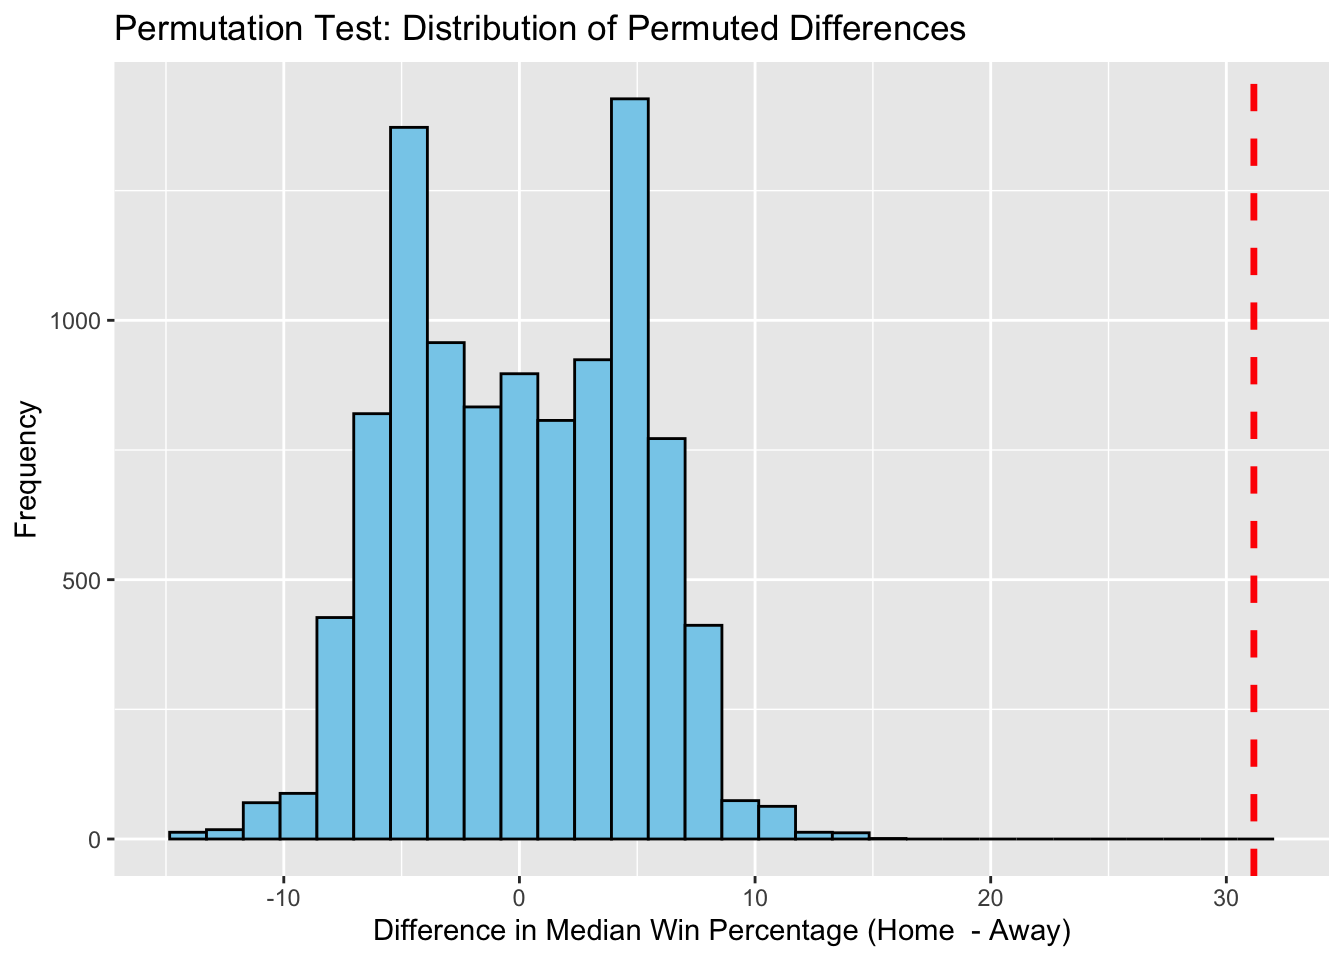 Permutation Test: Distribution of Permuted Differences
Frequency
1000
500
0
-10
0
10
20
30
Difference in Median Win Percentage (Home  - Away)